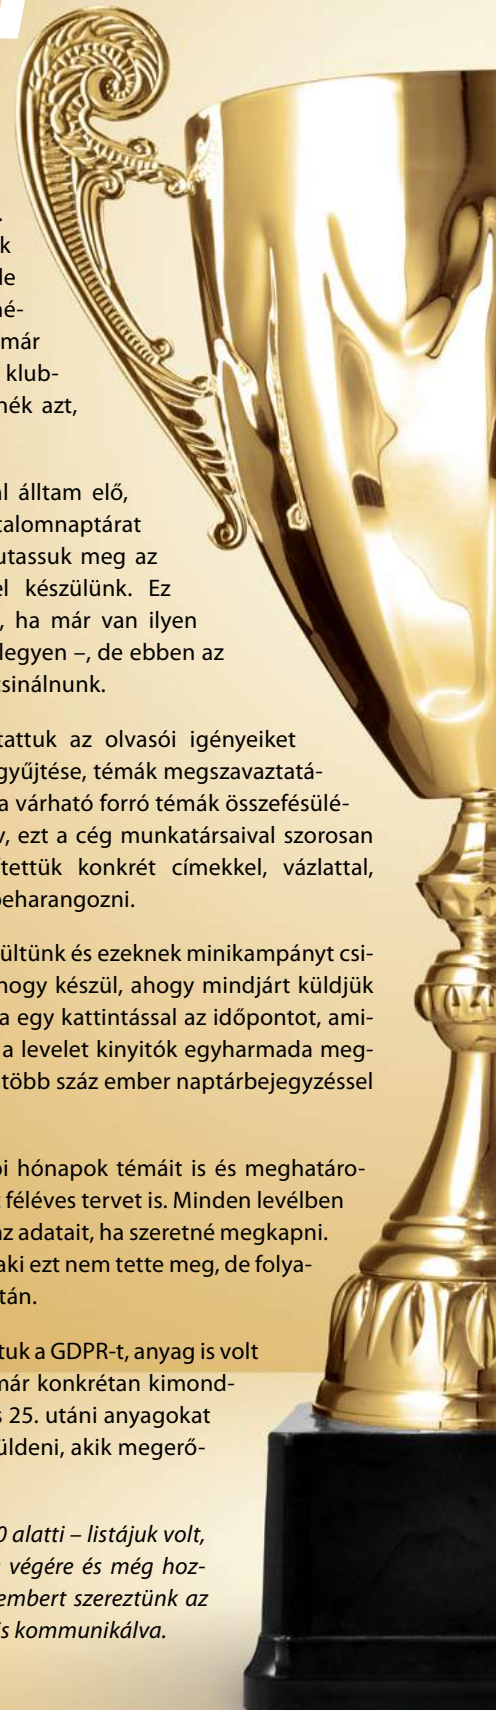 .
k
le
né-
már
klub-
nék azt,
l álltam elő,
talomnaptárat
utassuk meg az
el készülünk. Ez
, ha már van ilyen
legyen –, de ebben az
csinálnunk.
tattuk az olvasói igényeiket
gyűjtése, témák megszavaztatá-
a várható forró témák összefésülé-
v, ezt a cég munkatársaival szorosan
ítettük konkrét címekkel, vázlattal,
beharangozni.
ültünk és ezeknek minikampányt csi-
hogy készül, ahogy mindjárt küldjük
a egy kattintással az időpontot, ami-
a levelet kinyitók egyharmada meg-
több száz ember naptárbejegyzéssel
bi hónapok témáit is és meghatáro-
t féléves tervet is. Minden levélben
az adatait, ha szeretné megkapni.
aki ezt nem tette meg, de folya-
tán.
ttuk a GDPR-t, anyag is volt
már konkrétan kimond-
s 25. utáni anyagokat
üldeni, akik megerő-
0 alatti – listájuk volt,
végére és még hoz-
embert szereztünk az
is kommunikálva.